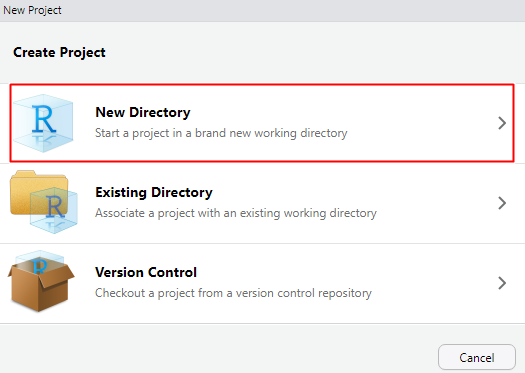 New Project
Create Project
R
New Directory
Start a project in a brand new working directory
R
Existing Directory
Associate a project with an existing working directory
R
Version Control
Checkout a project from a version control repository
Cancel